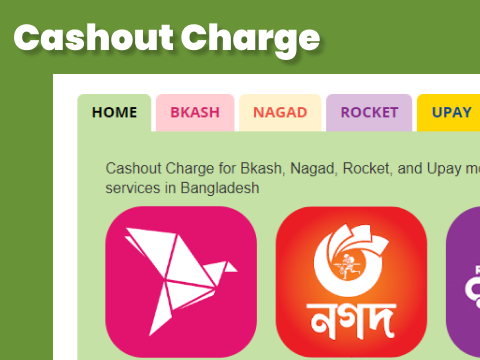 Cashout Charge
HOME BKASH NAGAD ROCKET UPAY
Cashout Charge for Bkash, Nagad, Rocket, and Upay
services in Bangladesh
নগদ